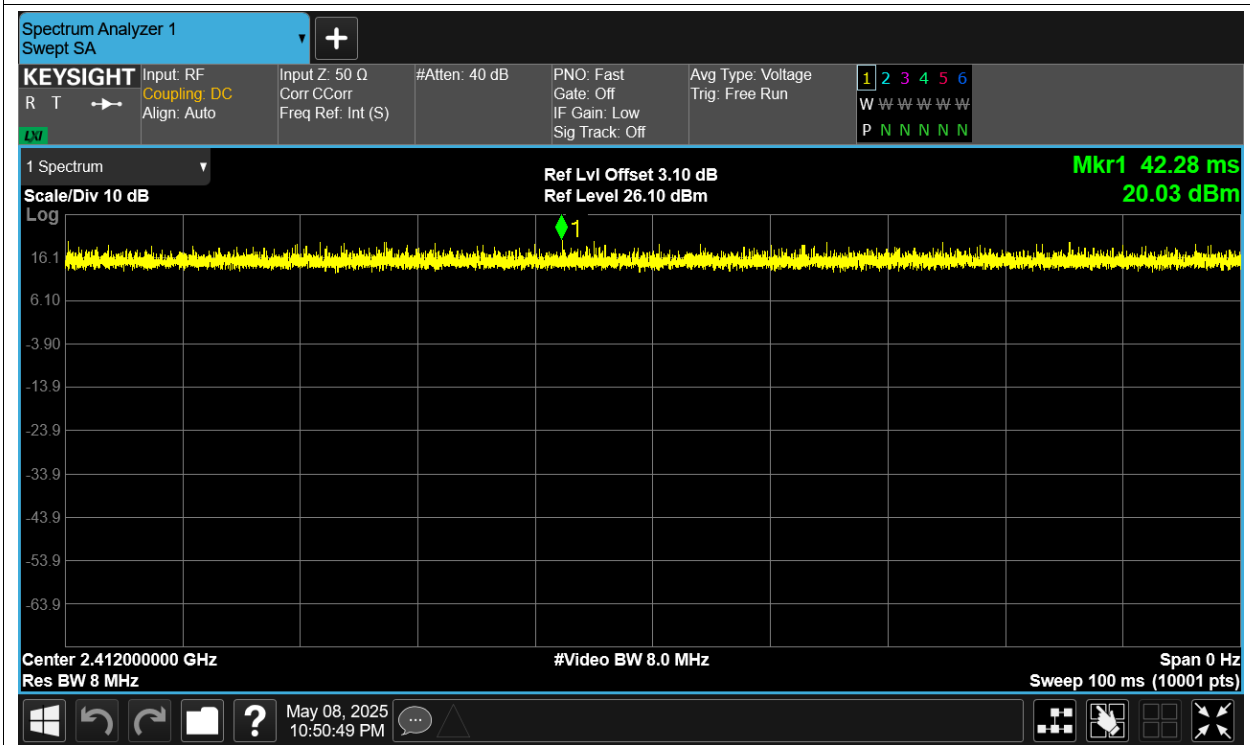 Spectrum Analyzer 1
Swept SA
KEYSIGHT
R T
LXI
Input: RF
Coupling: DC
Align: Auto
Input Z: 50 Ω
Corr CCorr
Freq Ref: Int (S)
#Atten: 40 dB
PNO: Fast
Gate: Off
IF Gain: Low
Sig Track: Off
Avg Type: Voltage
Trig: Free Run
1 2 3 4 5 6
W W W W W W
P N N N N N
1 Spectrum
Scale/Div 10 dB
Ref Lvl Offset 3.10 dB
Ref Level 26.10 dBm
Mkr1 42.28 ms
20.03 dBm
Log
1
16.1
6.10
-3.90
-13.9
-23.9
-33.9
-43.9
-53.9
-63.9
Center 2.412000000 GHz
Res BW 8 MHz
#Video BW 8.0 MHz
Span 0 Hz
Sweep 100 ms (10001 pts)
?
May 08, 2025
10:50:49 PM